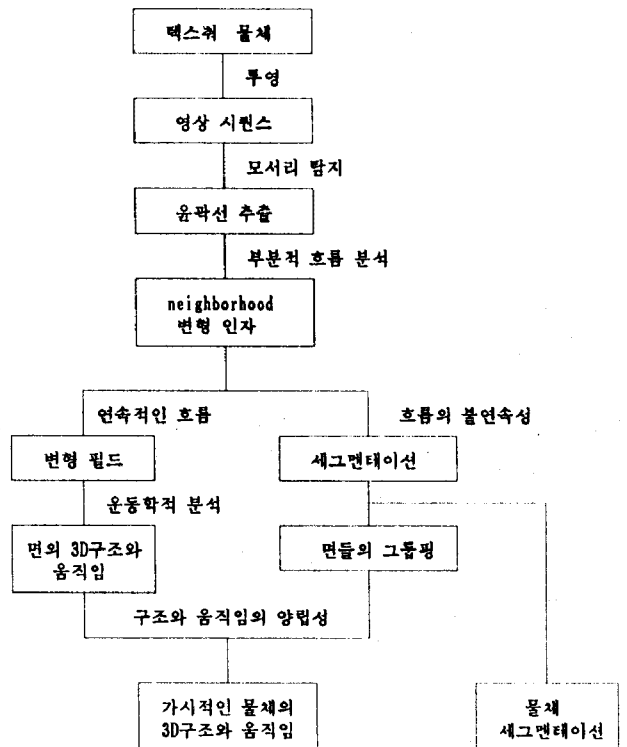 텍스춰 물체
투영
영상 시퀀스
모서리 탐지
윤곽선 추출
부분적 흐름 분석
neighborhood
변형 인자
연속적인 흐름
흐름의 불연속성
변형 필드
세그멘테이션
운동학적 분석
면의 3D구조와
움직임
면들의 그룹핑
구조와 움직임의 양립성
가시적인 물체의
3D구조와 움직임
물체
세그멘테이션